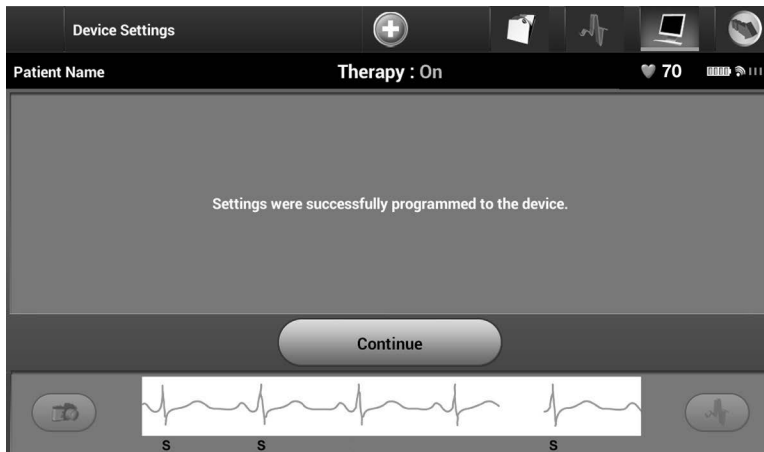 Device Settings
Patient Name
Therapy : On
70
Settings were successfully programmed to the device.
Continue
S S S